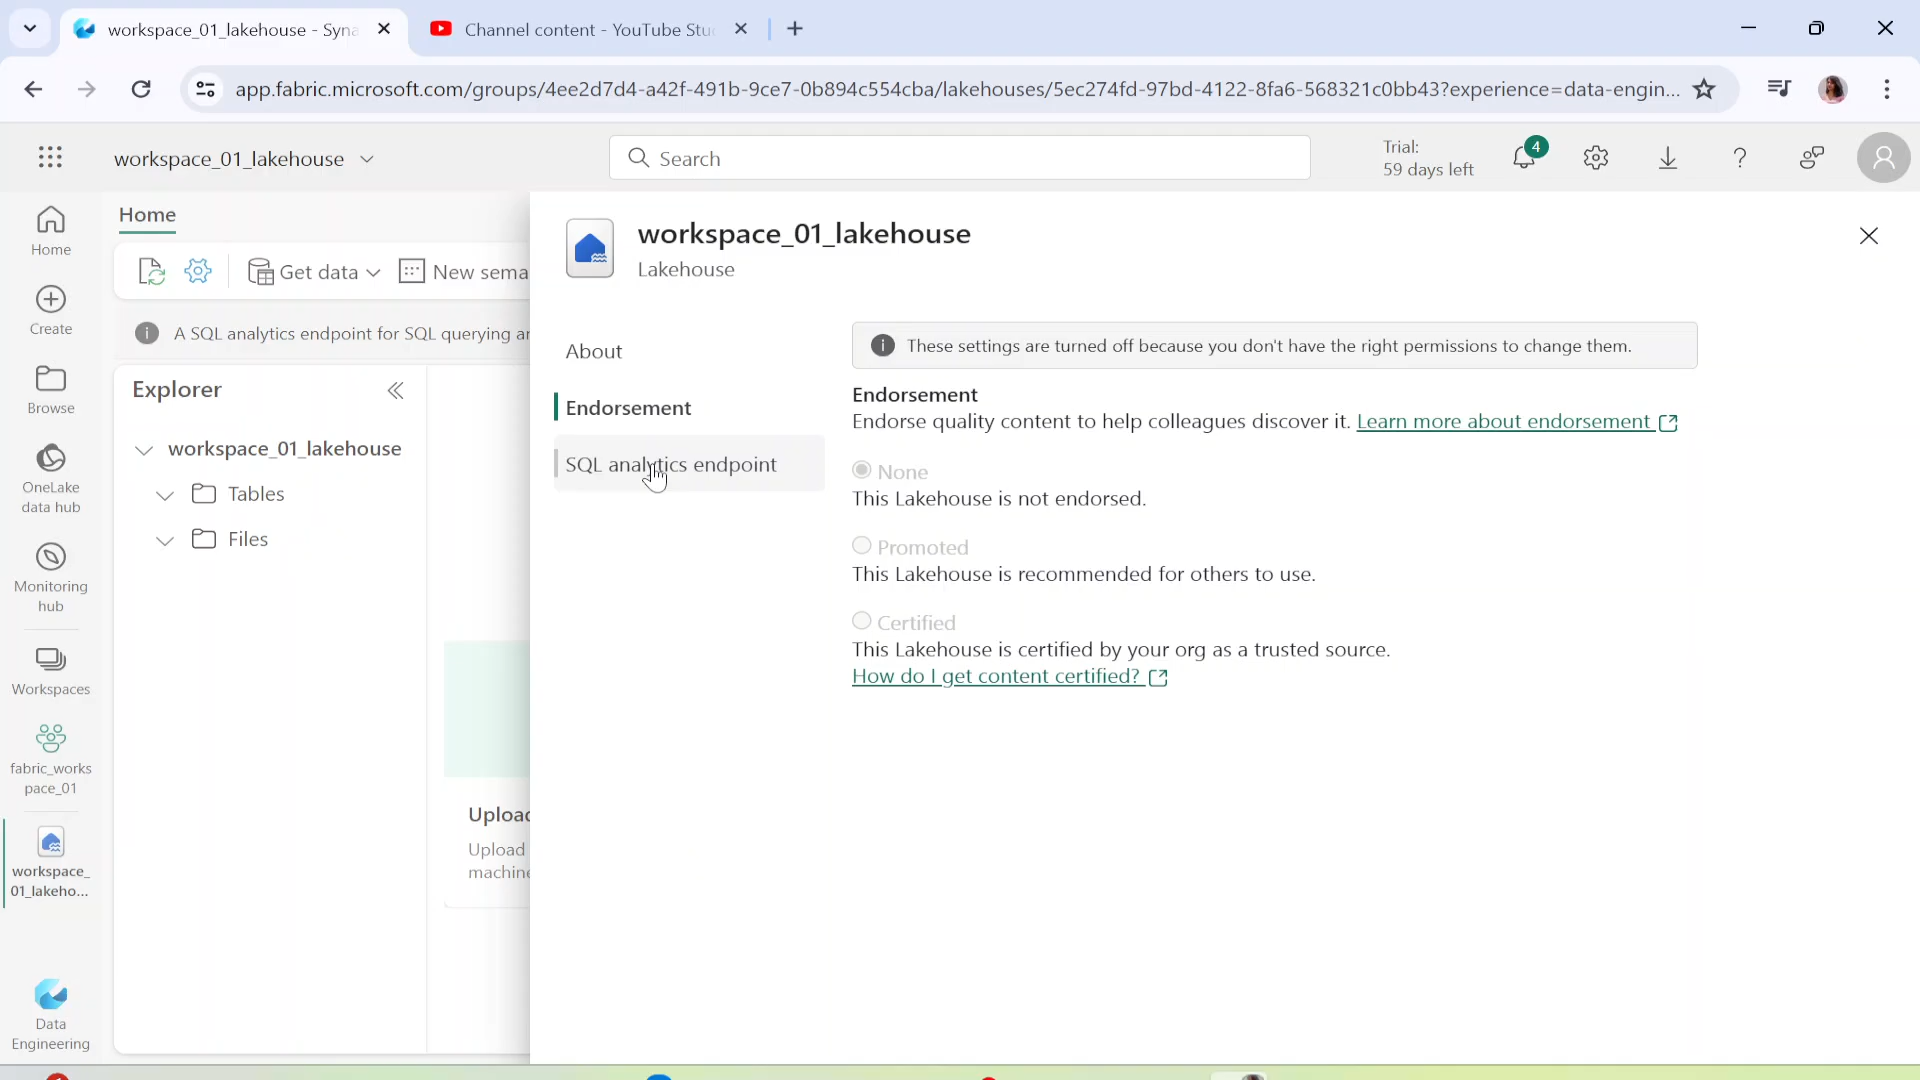 workspace_01_lakehouse - Syna
Channel content - YouTube Stu
app.fabric.microsoft.com/groups/4ee2d7d4-a42f-491b-9ce7-0b894c554cba/lakehouses/5ec274fd-97bd-4122-8fa6-568321c0bb43?experience=data-engin...
workspace_01_lakehouse
Search
Trial:
59 days left
4
Home
Create
Browse
OneLake
data hub
Monitoring
hub
Workspaces
fabric_works
pace_01
workspace_
01_lakeho...
Data
Engineering
Home
Get data
New sema
A SQL analytics endpoint for SQL querying an
Explorer
workspace_01_lakehouse
Tables
Files
Upload
Upload
machine
workspace_01_lakehouse
Lakehouse
About
Endorsement
SQL analytics endpoint
These settings are turned off because you don't have the right permissions to change them.
Endorsement
Endorse quality content to help colleagues discover it. Learn more about endorsement
None
This Lakehouse is not endorsed.
Promoted
This Lakehouse is recommended for others to use.
Certified
This Lakehouse is certified by your org as a trusted source.
How do I get content certified?